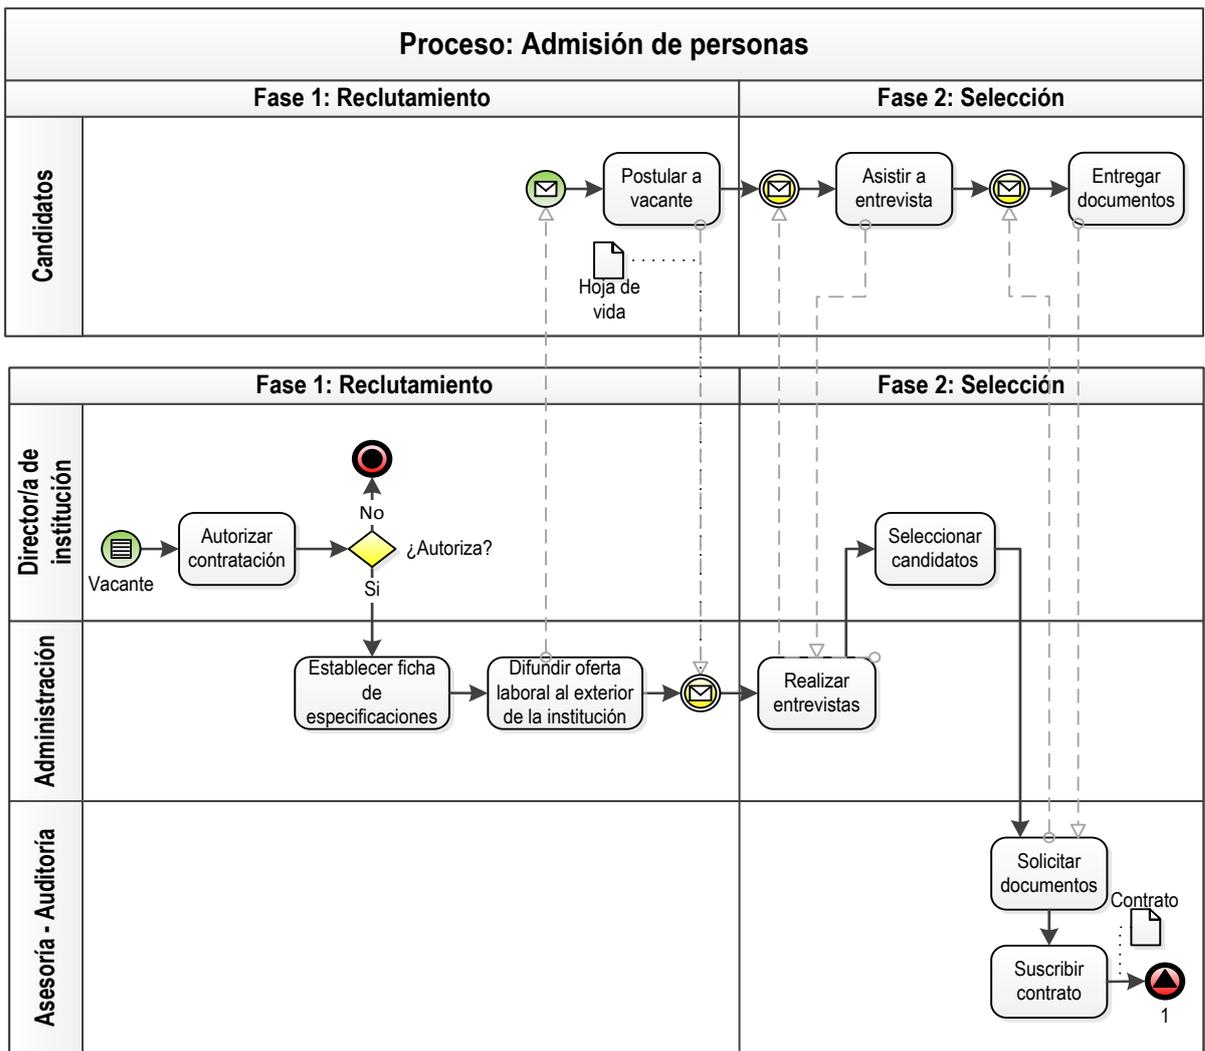 Proceso: Admisión de personas
Fase 1: Reclutamiento
Fase 2: Selección
Candidatos
Postular a
vacante
Asistir a
entrevista
Entregar
documentos
Hoja de
vida
Fase 1: Reclutamiento
Fase 2: Selección
Director/a de
institución
Vacante
Autorizar
contratación
No
¿Autoriza?
Si
Seleccionar
candidatos
Administración
Establecer ficha
de
especificaciones
Difundir oferta
laboral al exterior
de la institución
Realizar
entrevistas
Asesoría - Auditoría
Solicitar
documentos
Contrato
Suscribir
contrato
1